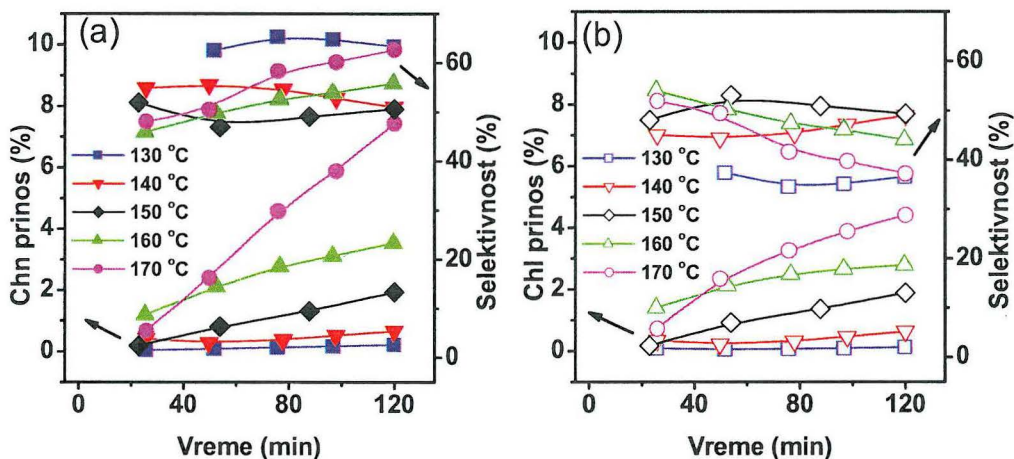 (a)
Chn prinos (%)
10
8
6
4
2
0
130 °C
140 °C
150 °C
160 °C
170 °C
60
40
20
0
Selektivnost (%)
0 40 80 120
Vreme (min)
(b)
Chl prinos (%)
10
8
6
4
2
0
130 °C
140 °C
150 °C
160 °C
170 °C
60
40
20
0
Selektivnost (%)
0 40 80 120
Vreme (min)